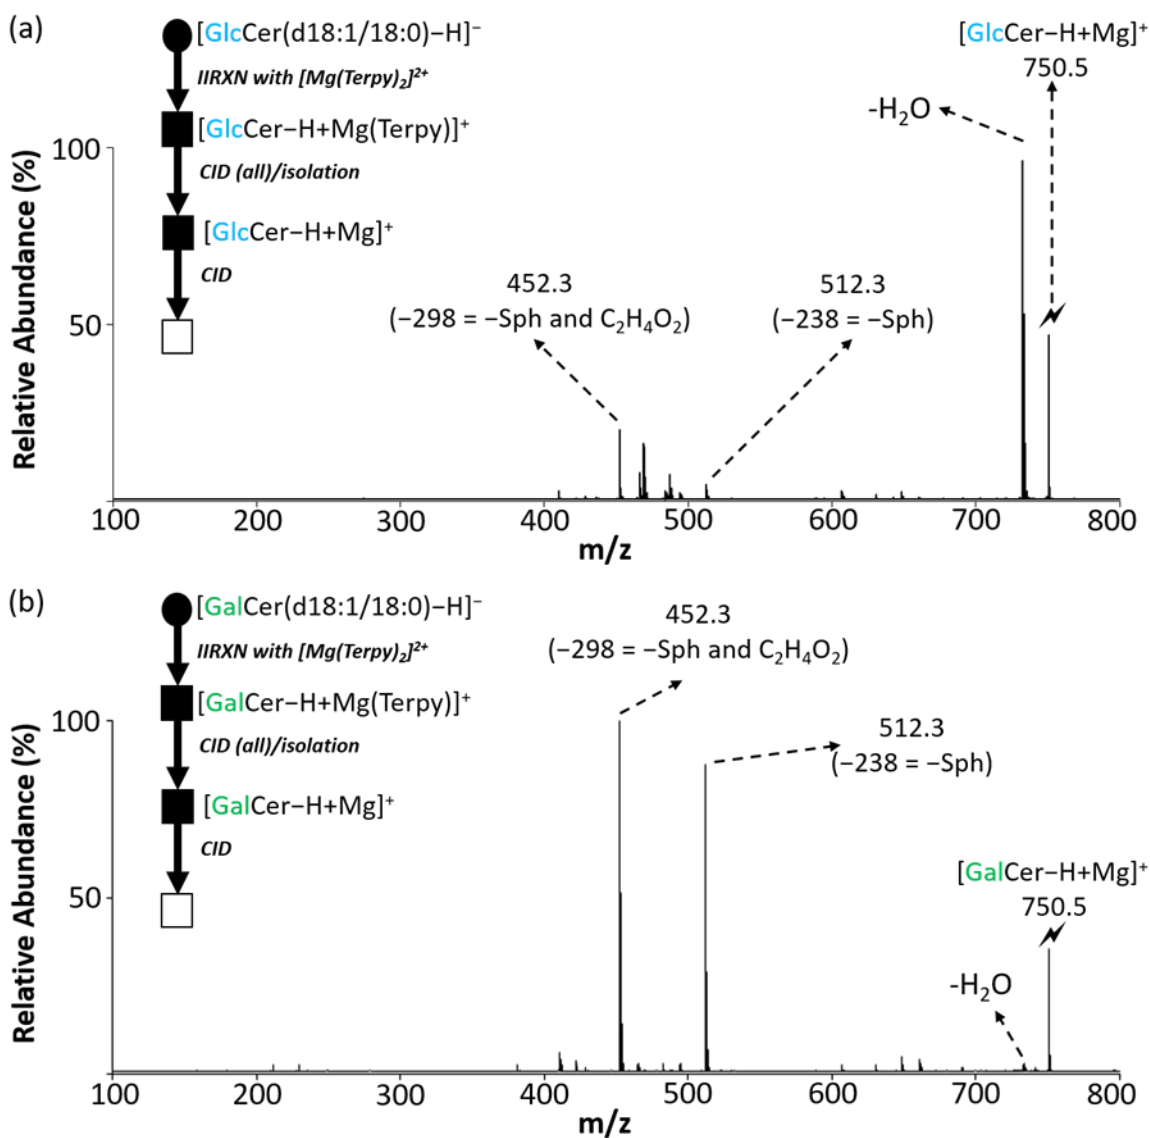 (a)
[GlcCer(d18:1/18:0)−H]⁻
IIRXN with [Mg(Terpy)₂]²⁺
[GlcCer−H+Mg(Terpy)]⁺
CID (all)/isolation
[GlcCer−H+Mg]⁺
CID
[GlcCer−H+Mg]⁺
750.5
-H₂O
452.3
(−298 = −Sph and C₂H₄O₂)
512.3
(−238 = −Sph)
Relative Abundance (%)
100
50
100 200 300 400 500 600 700 800
m/z
(b)
[GalCer(d18:1/18:0)−H]⁻
IIRXN with [Mg(Terpy)₂]²⁺
[GalCer−H+Mg(Terpy)]⁺
CID (all)/isolation
[GalCer−H+Mg]⁺
CID
452.3
(−298 = −Sph and C₂H₄O₂)
512.3
(−238 = −Sph)
[GalCer−H+Mg]⁺
750.5
-H₂O
Relative Abundance (%)
100
50
100 200 300 400 500 600 700 800
m/z